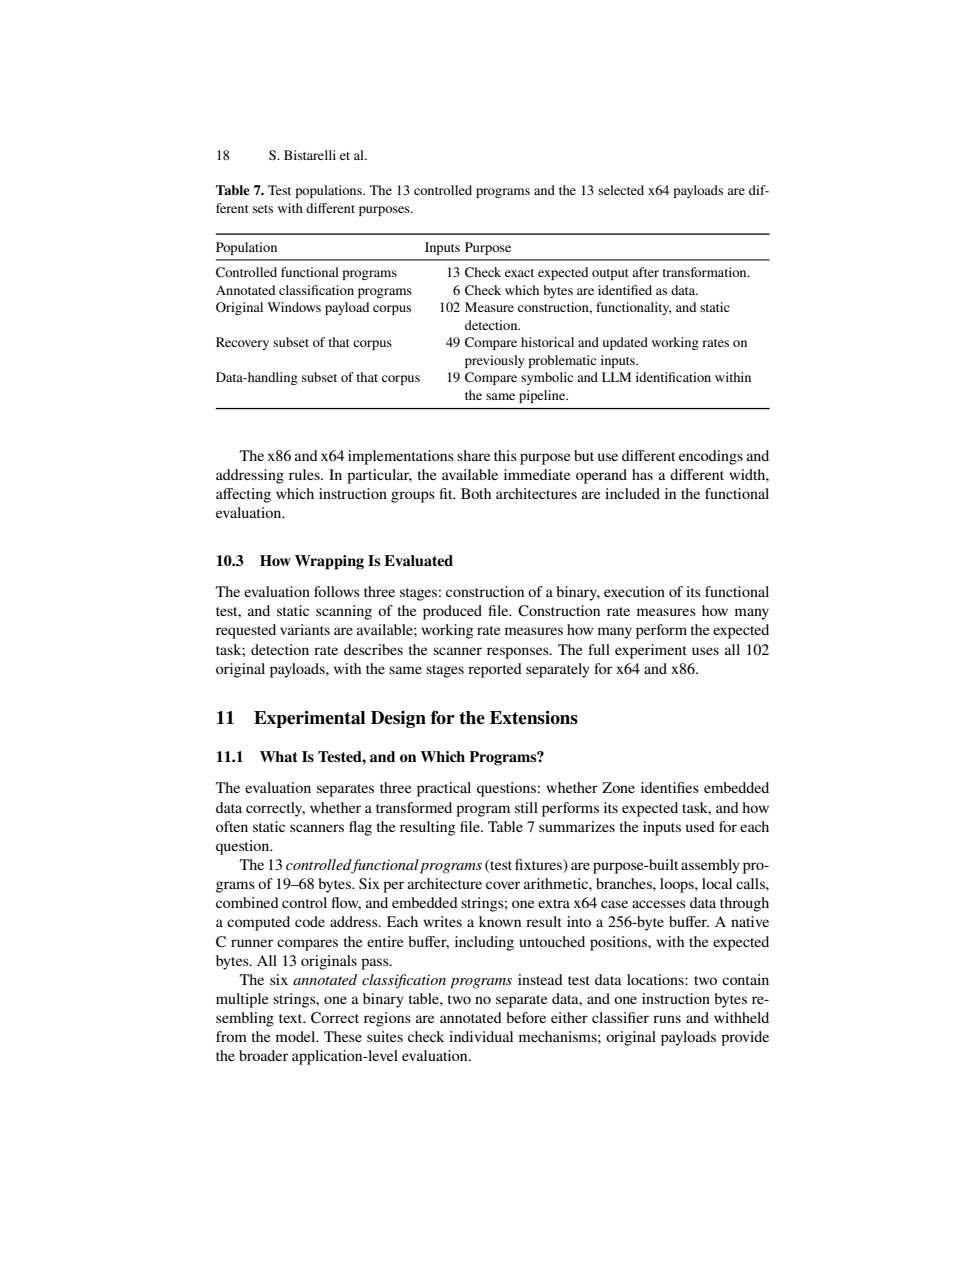 18 S. Bistarelli et al.
Table 7. Test populations. The 13 controlled programs and the 13 selected x64 payloads are dif-
ferent sets with different purposes.
Population Inputs Purpose
Controlled functional programs 13 Check exact expected output after transformation.
Annotated classification programs 6 Check which bytes are identified as data.
Original Windows payload corpus 102 Measure construction, functionality, and static
detection.
Recovery subset of that corpus 49 Compare historical and updated working rates on
previously problematic inputs.
Data-handling subset of that corpus 19 Compare symbolic and LLM identification within
the same pipeline.
The x86 and x64 implementations share this purpose but use different encodings and
addressing rules. In particular, the available immediate operand has a different width,
affecting which instruction groups fit. Both architectures are included in the functional
evaluation.
10.3 How Wrapping Is Evaluated
The evaluation follows three stages: construction of a binary, execution of its functional
test, and static scanning of the produced file. Construction rate measures how many
requested variants are available; working rate measures how many perform the expected
task; detection rate describes the scanner responses. The full experiment uses all 102
original payloads, with the same stages reported separately for x64 and x86.
11 Experimental Design for the Extensions
11.1 What Is Tested, and on Which Programs?
The evaluation separates three practical questions: whether Zone identifies embedded
data correctly, whether a transformed program still performs its expected task, and how
often static scanners flag the resulting file. Table 7 summarizes the inputs used for each
question.
The 13 controlled functional programs (test fixtures) are purpose-built assembly pro-
grams of 19–68 bytes. Six per architecture cover arithmetic, branches, loops, local calls,
combined control flow, and embedded strings; one extra x64 case accesses data through
a computed code address. Each writes a known result into a 256-byte buffer. A native
C runner compares the entire buffer, including untouched positions, with the expected
bytes. All 13 originals pass.
The six annotated classification programs instead test data locations: two contain
multiple strings, one a binary table, two no separate data, and one instruction bytes re-
sembling text. Correct regions are annotated before either classifier runs and withheld
from the model. These suites check individual mechanisms; original payloads provide
the broader application-level evaluation.